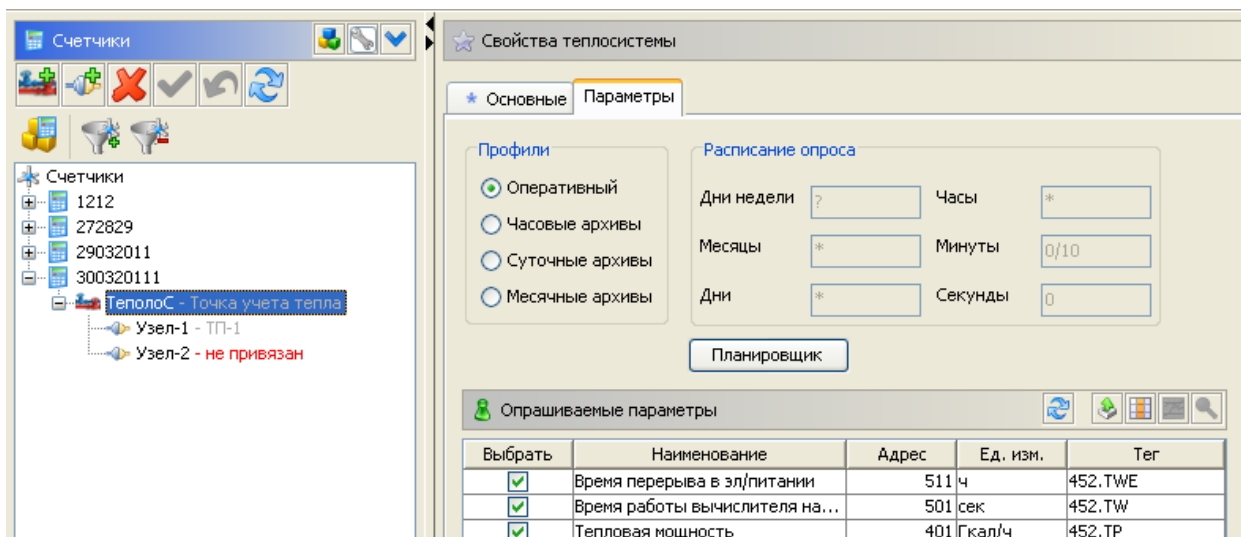 Счетчики
Счетчики
1212
272829
29032011
300320111
ТеполоС - Точка учета тепла
Узел-1 - ТП-1
Узел-2 - не привязан
Свойства теплосистемы
* Основные Параметры
Профили
Оперативный
Часовые архивы
Суточные архивы
Месячные архивы
Расписание опроса
Дни недели ? Часы *
Месяцы * Минуты 0/10
Дни * Секунды 0
Планировщик
Опрашиваемые параметры
Выбрать Наименование Адрес Ед. изм. Тег
Время перерыва в эл/питании 511 ч 452.TWE
Время работы вычислителя на... 501 сек 452.TW
Тепловая мощность 401 Гкал/ч 452.TP